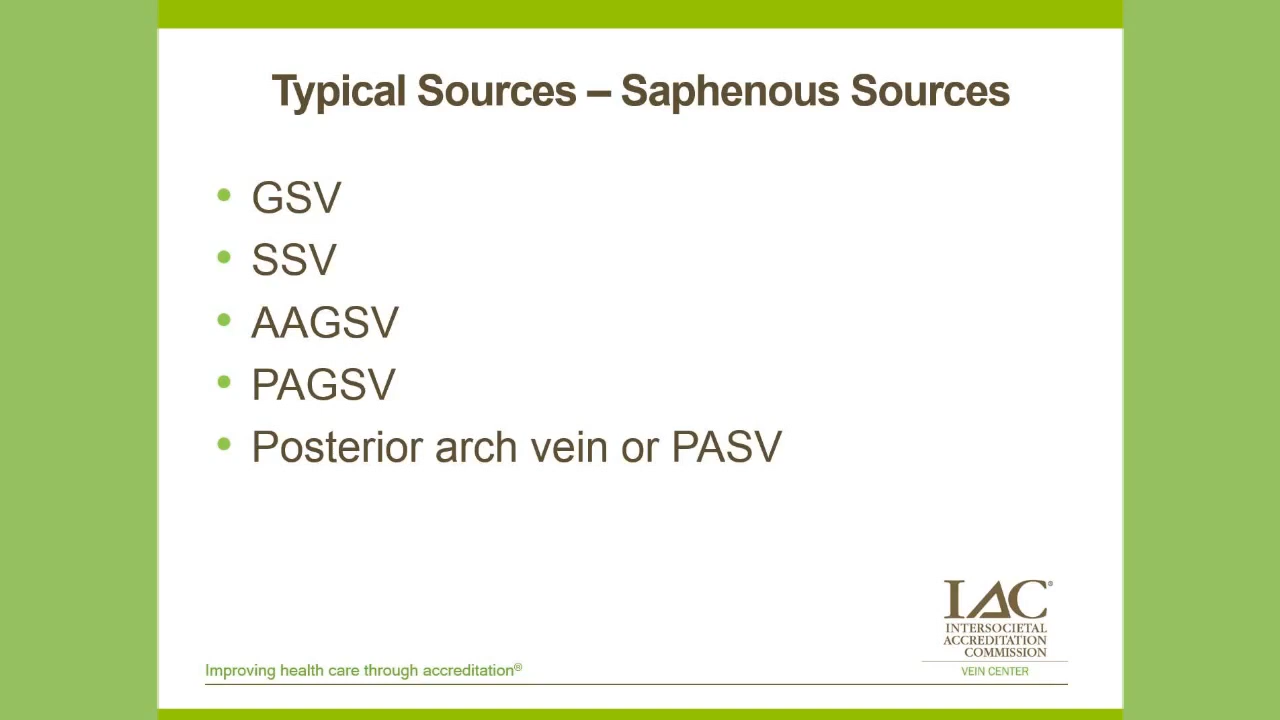 Typical Sources – Saphenous Sources
• GSV
• SSV
• AAGSV
• PAGSV
• Posterior arch vein or PASV
IAC®
INTERSOCIETAL
ACCREDITATION
COMMISSION
VEIN CENTER
Improving health care through accreditation®